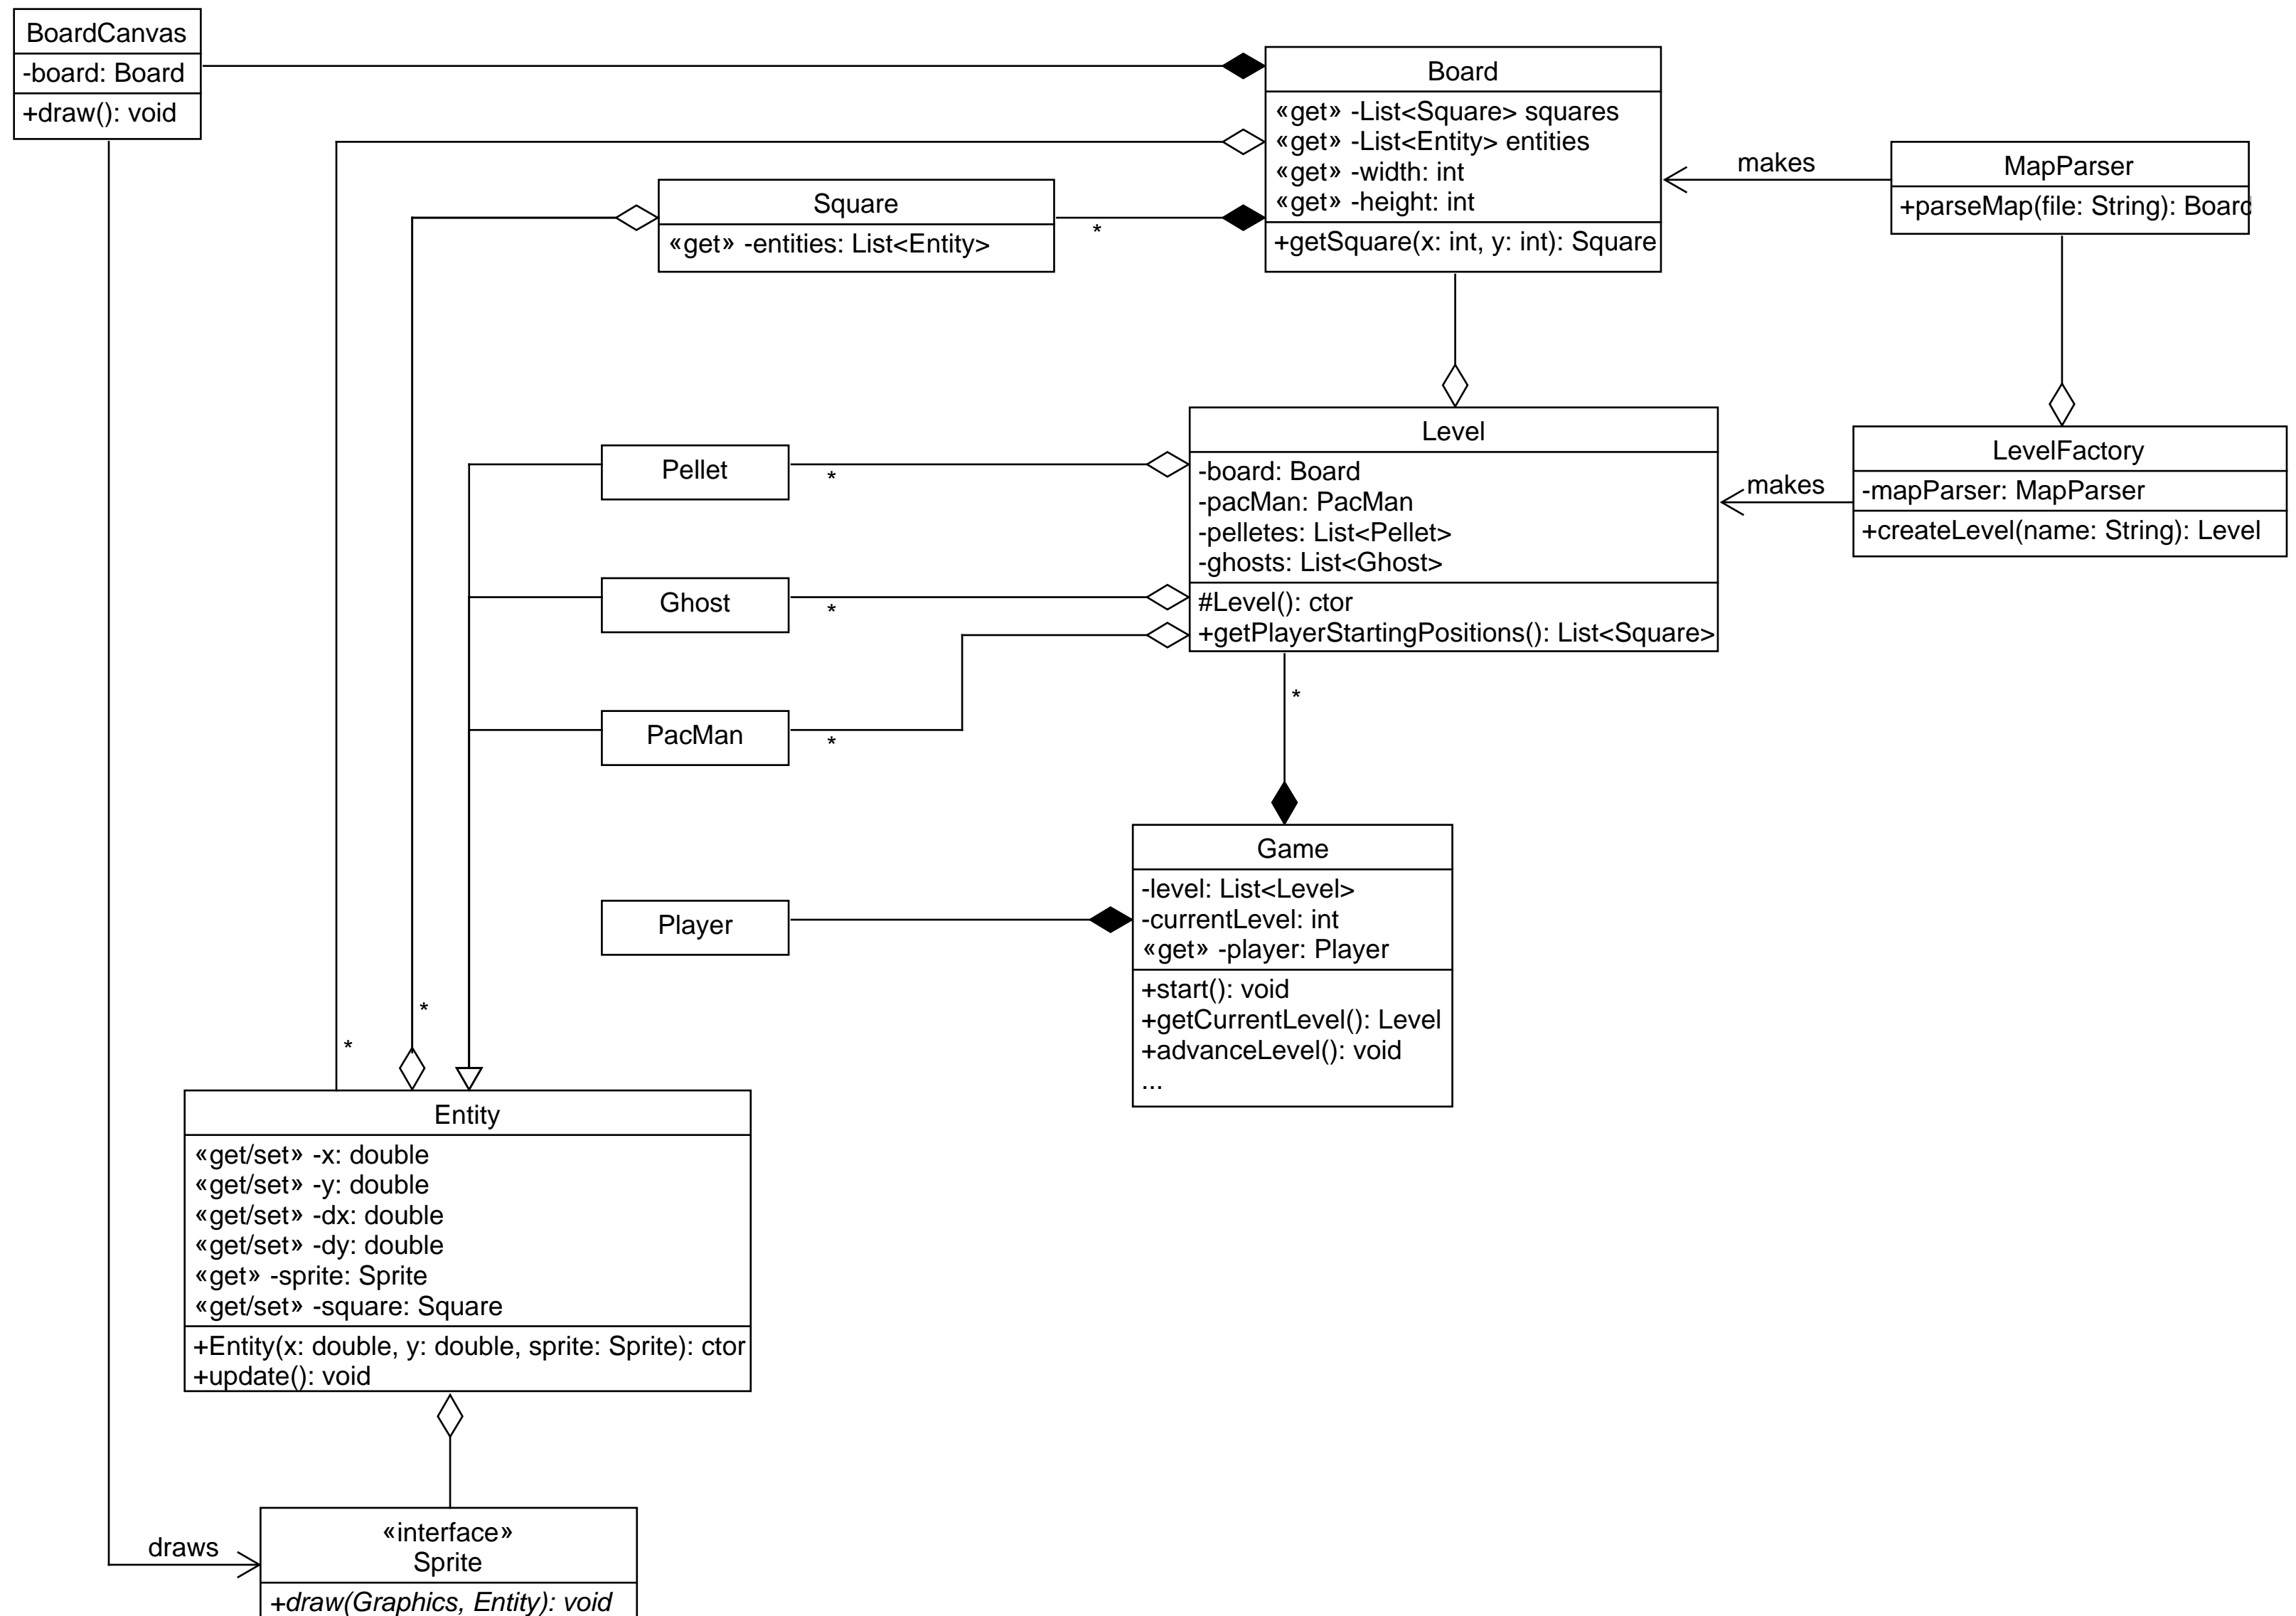 BoardCanvas
-board: Board
+draw(): void
Board
«get» -List<Square> squares
«get» -List<Entity> entities
«get» -width: int
«get» -height: int
+getSquare(x: int, y: int): Square
makes
MapParser
+parseMap(file: String): Board
Square
«get» -entities: List<Entity>
*
Level
-board: Board
-pacMan: PacMan
-pelletes: List<Pellet>
-ghosts: List<Ghost>
#Level(): ctor
+getPlayerStartingPositions(): List<Square>
makes
LevelFactory
-mapParser: MapParser
+createLevel(name: String): Level
Pellet
*
Ghost
*
PacMan
*
*
Game
-level: List<Level>
-currentLevel: int
«get» -player: Player
+start(): void
+getCurrentLevel(): Level
+advanceLevel(): void
...
Player
*
*
Entity
«get/set» -x: double
«get/set» -y: double
«get/set» -dx: double
«get/set» -dy: double
«get» -sprite: Sprite
«get/set» -square: Square
+Entity(x: double, y: double, sprite: Sprite): ctor
+update(): void
draws
«interface»
Sprite
+draw(Graphics, Entity): void